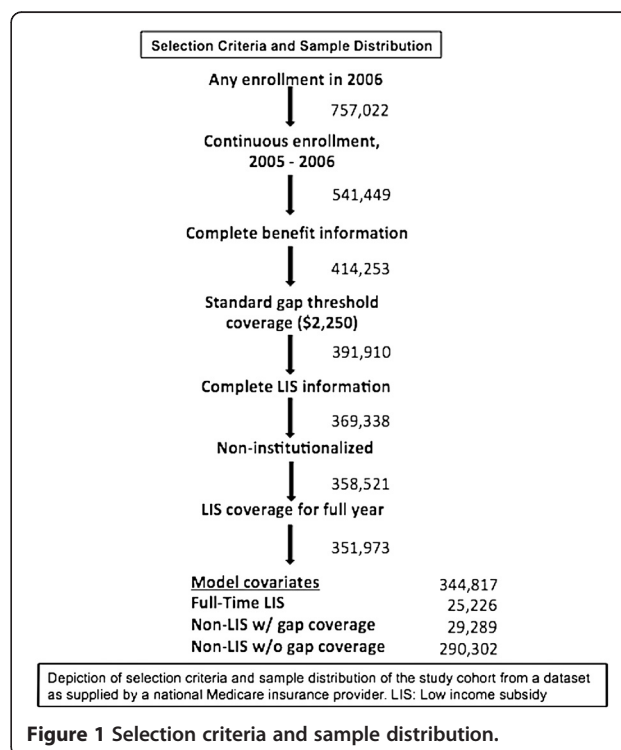 Selection Criteria and Sample Distribution
Any enrollment in 2006
757,022
Continuous enrollment,
2005 - 2006
541,449
Complete benefit information
414,253
Standard gap threshold
coverage ($2,250)
391,910
Complete LIS information
369,338
Non-institutionalized
358,521
LIS coverage for full year
351,973
Model covariates 344,817
Full-Time LIS 25,226
Non-LIS w/ gap coverage 29,289
Non-LIS w/o gap coverage 290,302
Depiction of selection criteria and sample distribution of the study cohort from a dataset
as supplied by a national Medicare insurance provider. LIS: Low income subsidy
Figure 1 Selection criteria and sample distribution.